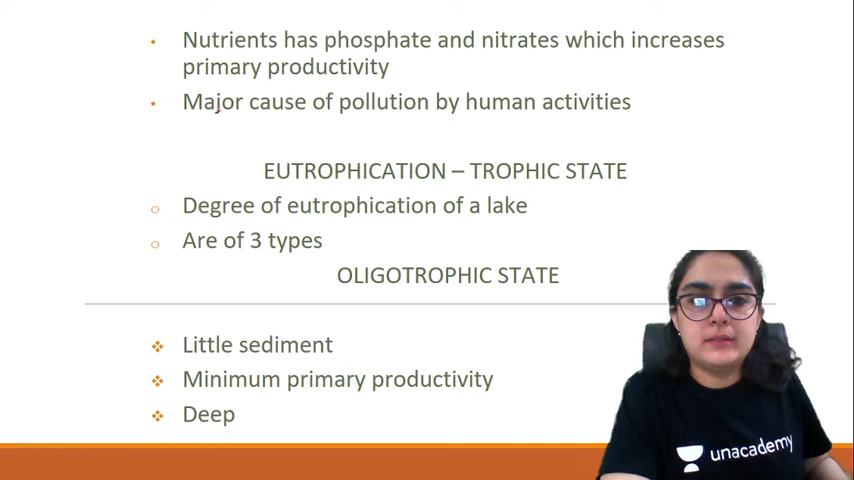 Nutrients has phosphate and nitrates which increases
primary productivity
Major cause of pollution by human activities
EUTROPHICATION – TROPHIC STATE
Degree of eutrophication of a lake
Are of 3 types
OLIGOTROPHIC STATE
Little sediment
Minimum primary productivity
Deep
unacademy